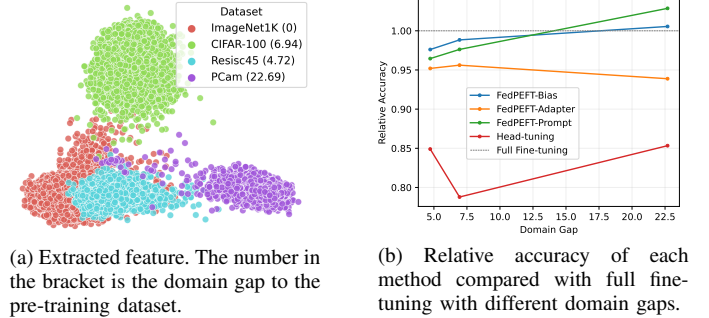 Dataset
ImageNet1K (0)
CIFAR-100 (6.94)
Resisc45 (4.72)
PCam (22.69)
(a) Extracted feature. The number in
the bracket is the domain gap to the
pre-training dataset.
Relative Accuracy
1.00
0.95
0.90
0.85
0.80
FedPEFT-Bias
FedPEFT-Adapter
FedPEFT-Prompt
Head-tuning
Full Fine-tuning
5.0 7.5 10.0 12.5 15.0 17.5 20.0 22.5
Domain Gap
(b) Relative accuracy of each
method compared with full fine-
tuning with different domain gaps.